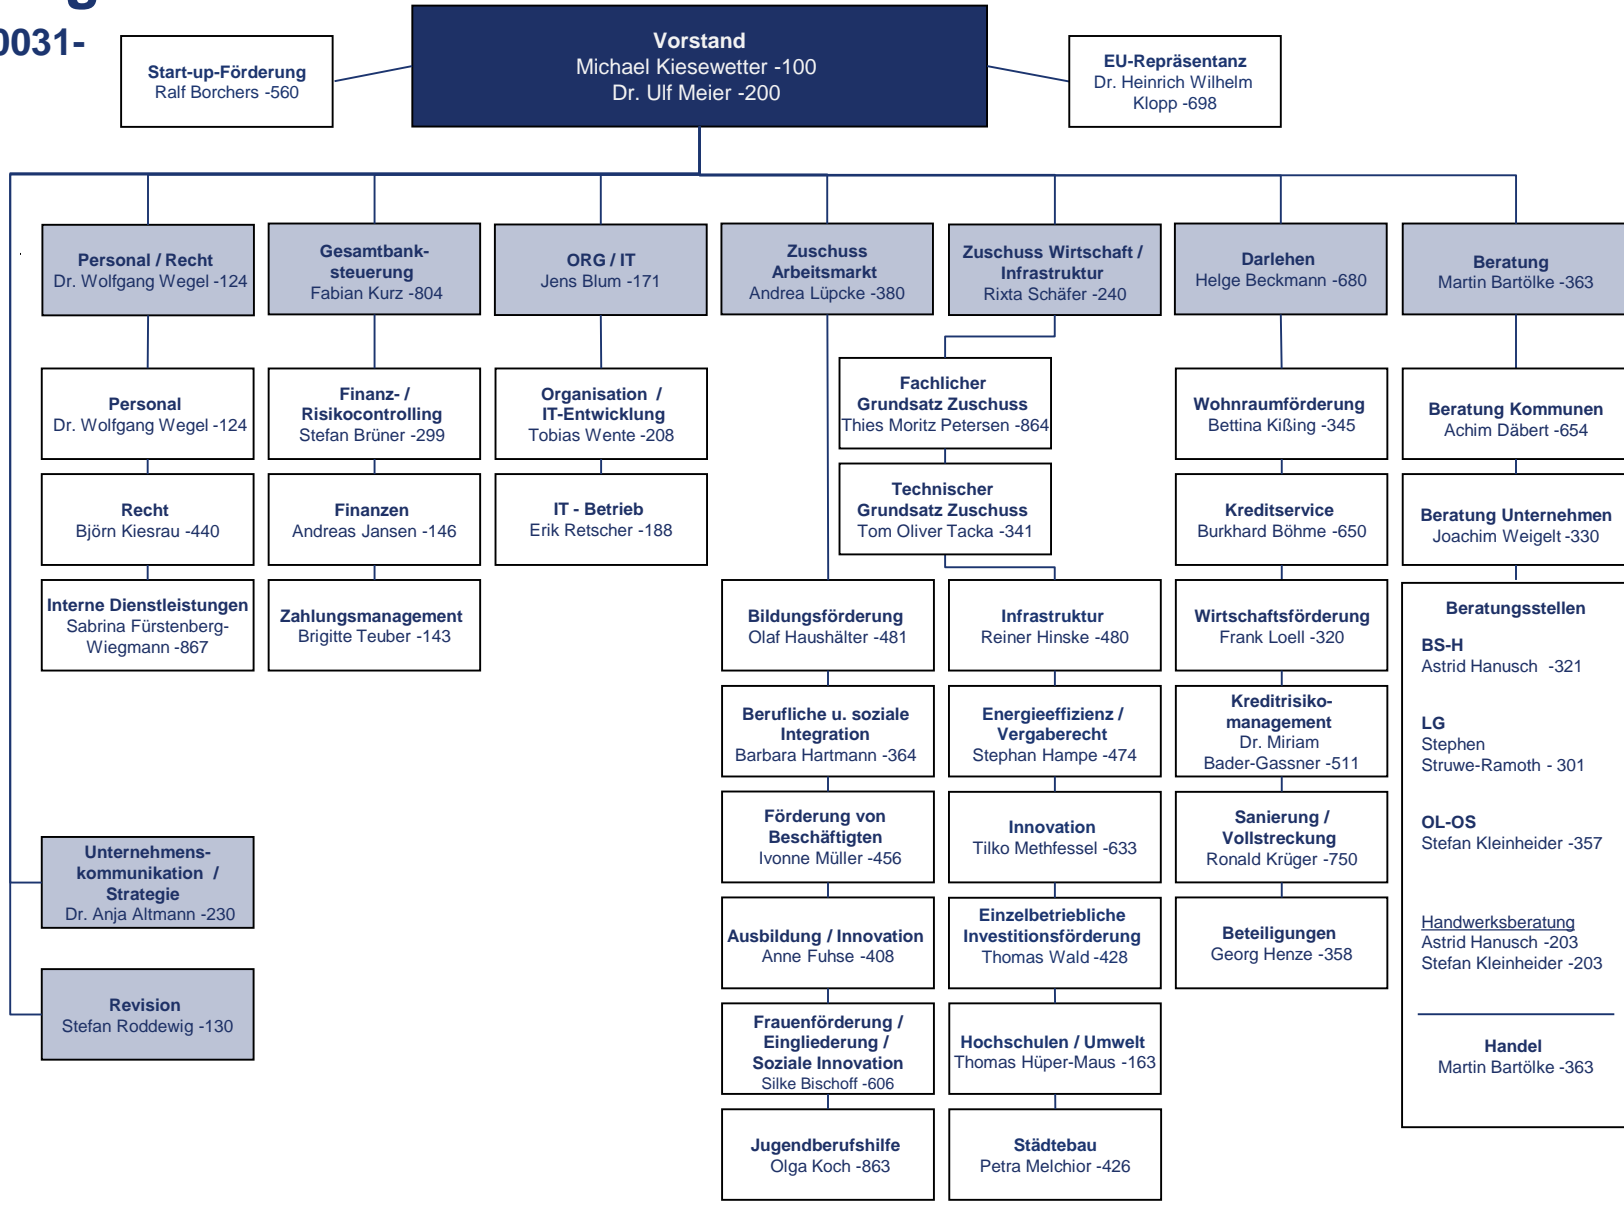 0031-
Start-up-Förderung
Ralf Borchers -560
Vorstand
Michael Kiesewetter -100
Dr. Ulf Meier -200
EU-Repräsentanz
Dr. Heinrich Wilhelm
Klopp -698
Personal / Recht
Dr. Wolfgang Wegel -124
Gesamtbank-
steuerung
Fabian Kurz -804
ORG / IT
Jens Blum -171
Zuschuss
Arbeitsmarkt
Andrea Lüpcke -380
Zuschuss Wirtschaft /
Infrastruktur
Rixta Schäfer -240
Darlehen
Helge Beckmann -680
Beratung
Martin Bartölke -363
Personal
Dr. Wolfgang Wegel -124
Recht
Björn Kiesrau -440
Interne Dienstleistungen
Sabrina Fürstenberg-
Wiegmann -867
Finanz- /
Risikocontrolling
Stefan Brüner -299
Finanzen
Andreas Jansen -146
Zahlungsmanagement
Brigitte Teuber -143
Organisation /
IT-Entwicklung
Tobias Wente -208
IT - Betrieb
Erik Retscher -188
Fachlicher
Grundsatz Zuschuss
Thies Moritz Petersen -864
Technischer
Grundsatz Zuschuss
Tom Oliver Tacka -341
Bildungsförderung
Olaf Haushälter -481
Berufliche u. soziale
Integration
Barbara Hartmann -364
Förderung von
Beschäftigten
Ivonne Müller -456
Ausbildung / Innovation
Anne Fuhse -408
Frauenförderung /
Eingliederung /
Soziale Innovation
Silke Bischoff -606
Jugendberufshilfe
Olga Koch -863
Infrastruktur
Reiner Hinske -480
Energieeffizienz /
Vergaberecht
Stephan Hampe -474
Innovation
Tilko Methfessel -633
Einzelbetriebliche
Investitionsförderung
Thomas Wald -428
Hochschulen / Umwelt
Thomas Hüper-Maus -163
Städtebau
Petra Melchior -426
Wohnraumförderung
Bettina Kißing -345
Kreditservice
Burkhard Böhme -650
Wirtschaftsförderung
Frank Loell -320
Kreditrisiko-
management
Dr. Miriam
Bader-Gassner -511
Sanierung /
Vollstreckung
Ronald Krüger -750
Beteiligungen
Georg Henze -358
Beratung Kommunen
Achim Däbert -654
Beratung Unternehmen
Joachim Weigelt -330
Beratungsstellen
BS-H
Astrid Hanusch -321
LG
Stephen
Struwe-Ramoth - 301
OL-OS
Stefan Kleinheider -357
Handwerksberatung
Astrid Hanusch -203
Stefan Kleinheider -203
Handel
Martin Bartölke -363
Unternehmens-
kommunikation /
Strategie
Dr. Anja Altmann -230
Revision
Stefan Roddewig -130